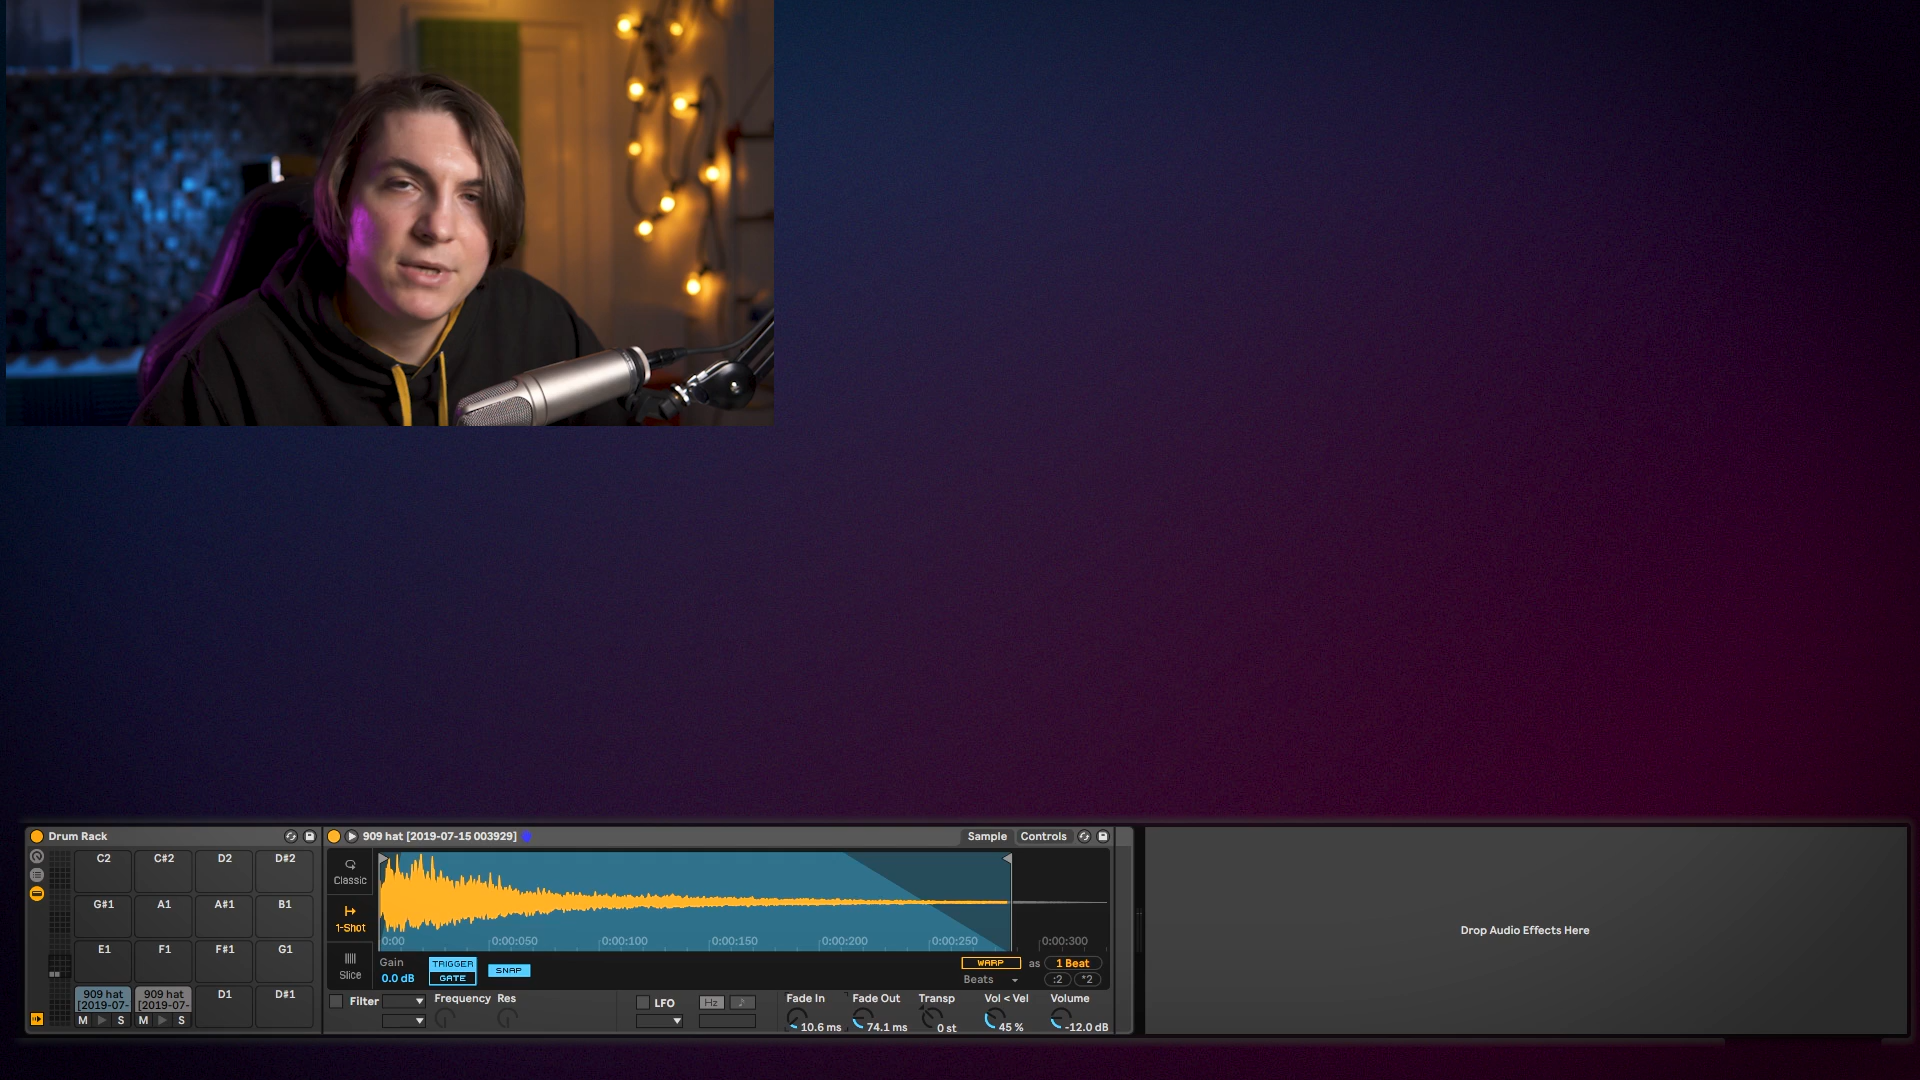 Drum Rack
C2 C#2 D2 D#2
G#1 A1 A#1 B1
E1 F1 F#1 G1
909 hat 909 hat D1 D#1
[2019-07- [2019-07-
M S M S
909 hat [2019-07-15 003929] Sample Controls
Classic
1-Shot
Slice
0:00 0:00:050 0:00:100 0:00:150 0:00:200 0:00:250 0:00:300
Gain TRIGGER SNAP WARP as 1 Beat
0.0 dB GATE Beats :2 *2
Filter Frequency Res LFO Hz Fade In Fade Out Transp Vol < Vel Volume
10.6 ms 74.1 ms 0 st 45 % -12.0 dB
Drop Audio Effects Here